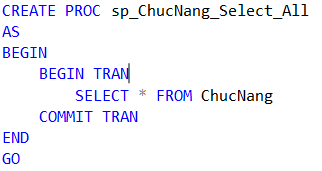 CREATE PROC sp_ChucNang_Select_All
AS
BEGIN
    BEGIN TRAN
        SELECT * FROM ChucNang
    COMMIT TRAN
END
GO